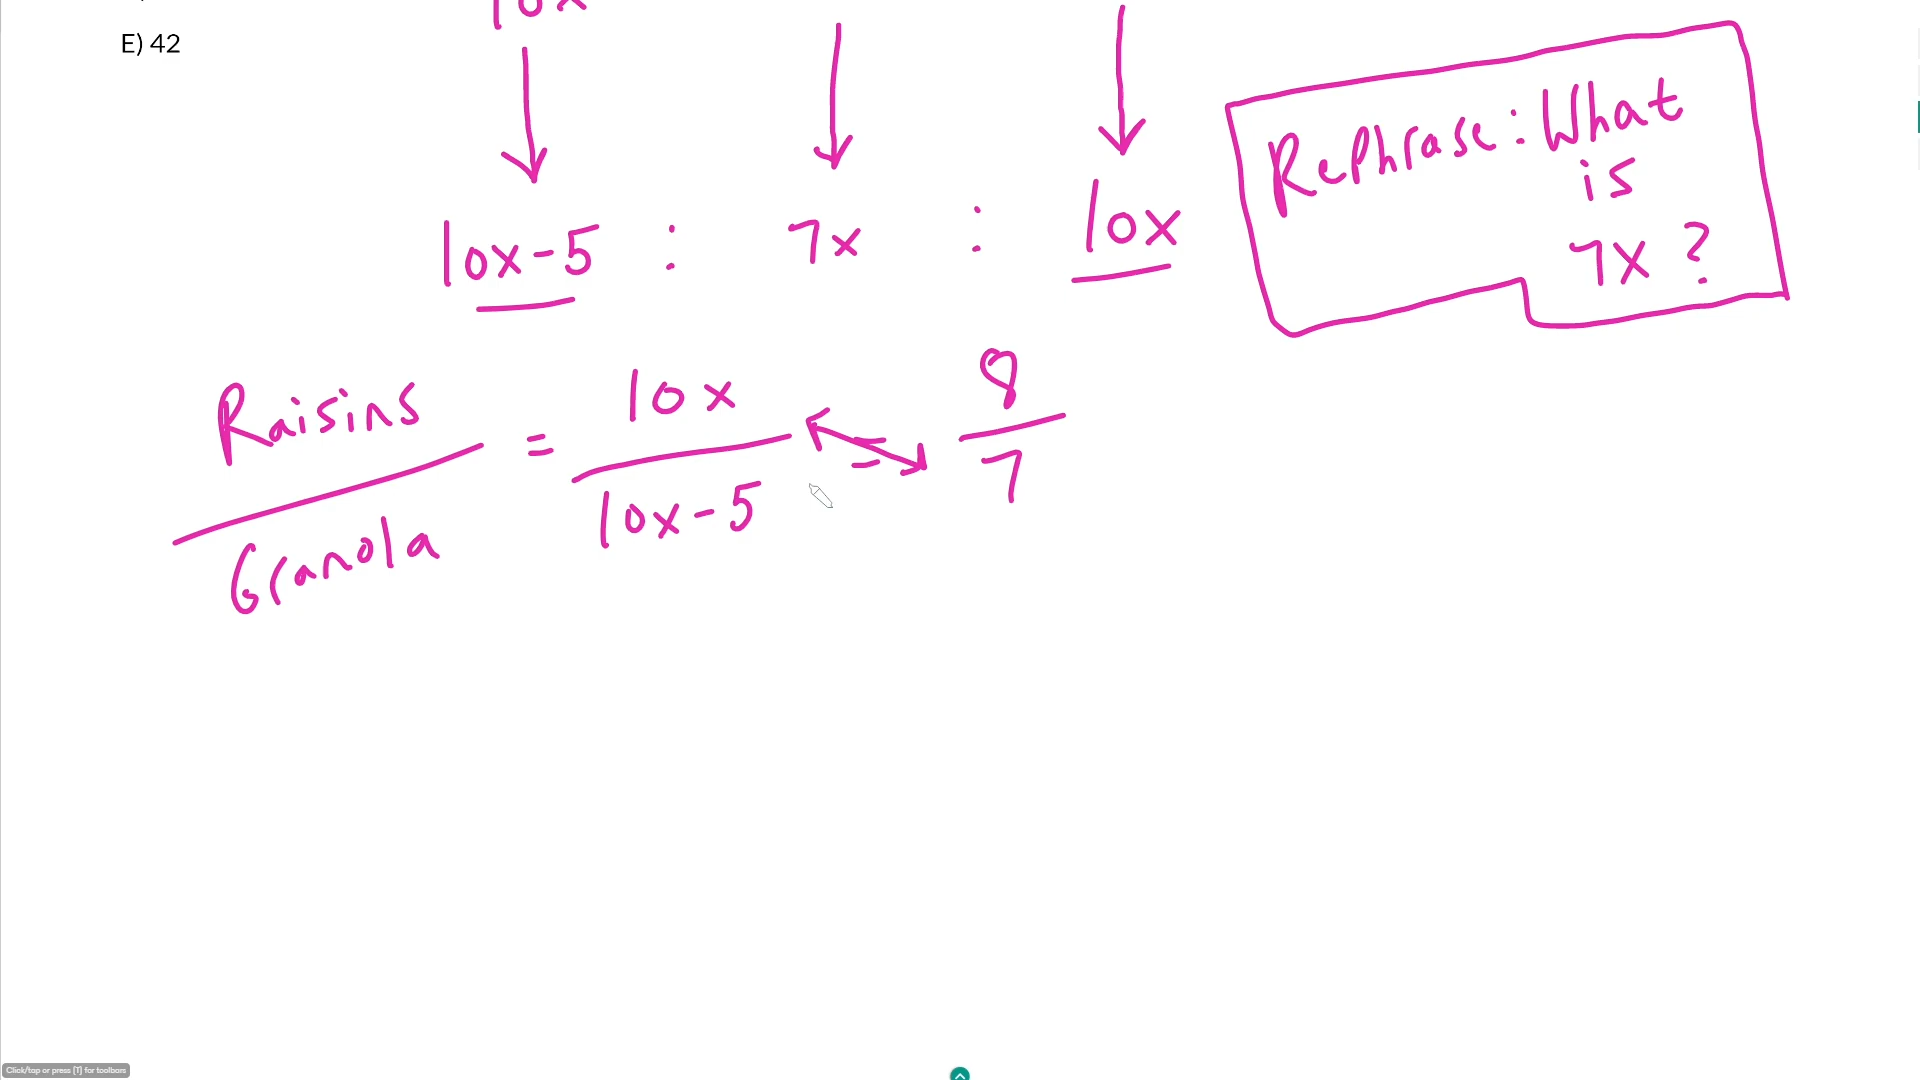 10x
E) 42
Rephrase: What
is
7x ?
10x-5 : 7x : 10x
Raisins = 10x = 8
Granola 10x-5 7
Click/tap or press [T] for toolbars